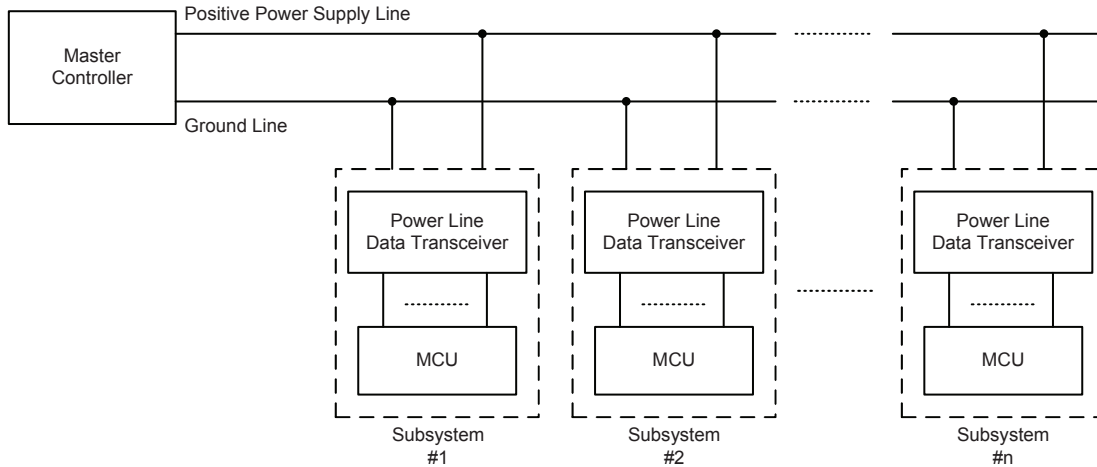 Positive Power Supply Line
Master
Controller
Ground Line
Power Line
Data Transceiver
MCU
Subsystem
#1
Power Line
Data Transceiver
MCU
Subsystem
#2
Power Line
Data Transceiver
MCU
Subsystem
#n